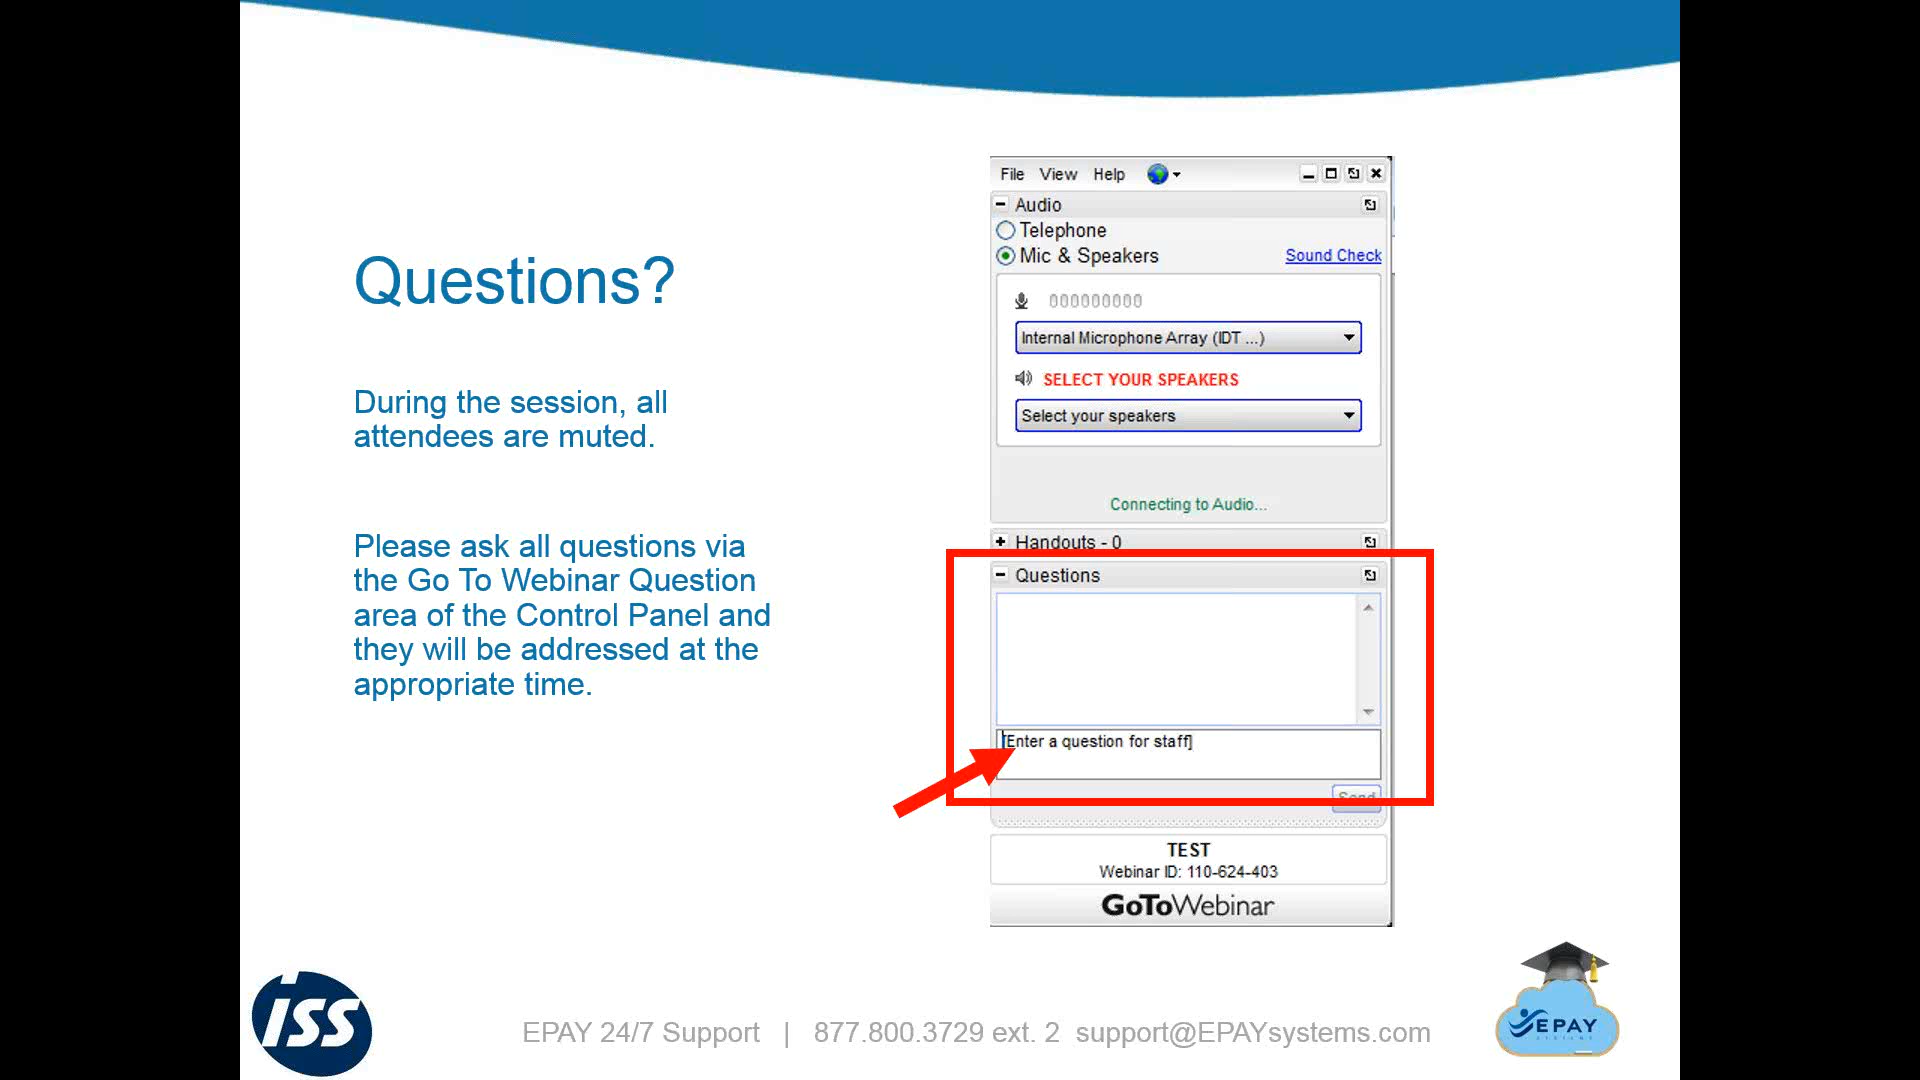 Questions?
During the session, all
attendees are muted.
Please ask all questions via
the Go To Webinar Question
area of the Control Panel and
they will be addressed at the
appropriate time.
File View Help
Audio
Telephone
Mic & Speakers Sound Check
000000000
Internal Microphone Array (IDT ...)
SELECT YOUR SPEAKERS
Select your speakers
Connecting to Audio...
Handouts - 0
Questions
[Enter a question for staff]
Send
TEST
Webinar ID: 110-624-403
GoToWebinar
ISS
EPAY 24/7 Support | 877.800.3729 ext. 2 support@EPAYsystems.com
EPAY
SYSTEMS